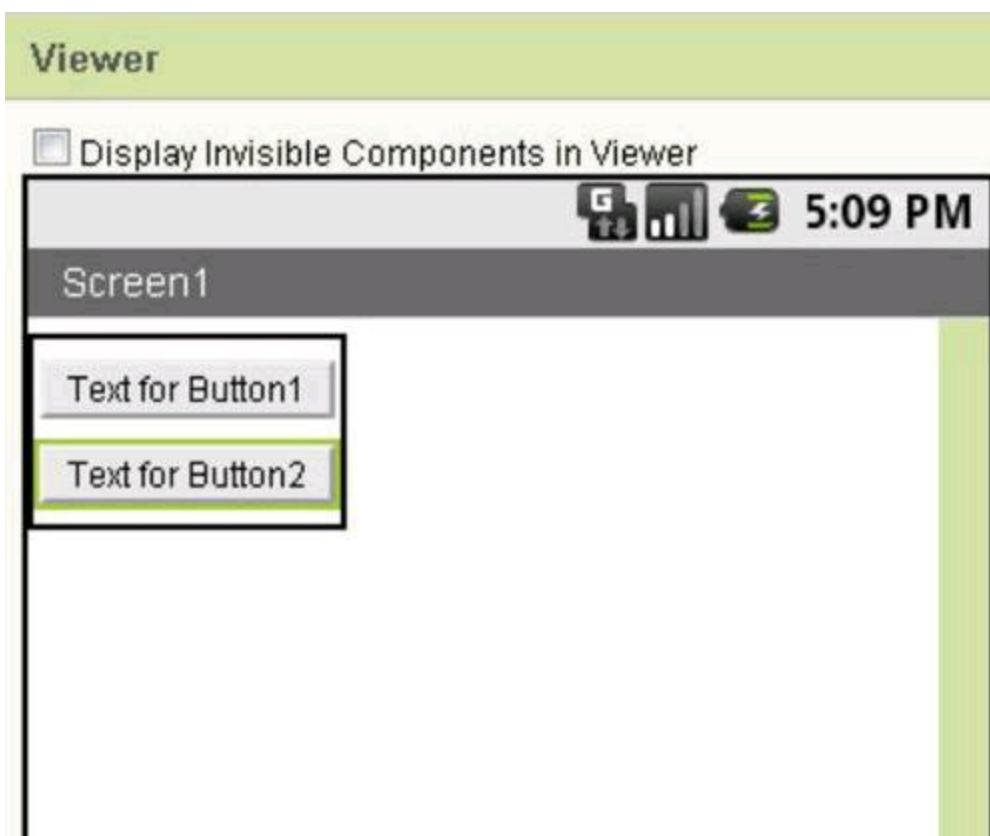 Viewer
Display Invisible Components in Viewer
G 5:09 PM
Screen1
Text for Button1
Text for Button2